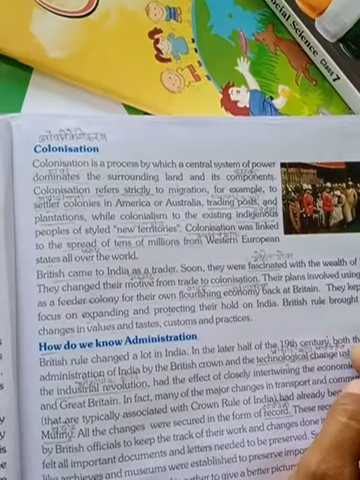 Social Science Class 7
औपनिवेशिकरण
Colonisation
Colonisation is a process by which a central system of power
dominates the surrounding land and its components.
Colonisation refers strictly to migration, for example, to
settler colonies in America or Australia, trading posts, and
plantations, while colonialism to the existing indigenous
peoples of styled "new territories". Colonisation was linked
to the spread of tens of millions from Western European
states all over the world.
British came to India as a trader. Soon, they were fascinated with the wealth of
They changed their motive from trade to colonisation. Their plans involved using
as a feeder colony for their own flourishing economy back at Britain. They kep
focus on expanding and protecting their hold on India. British rule brought
changes in values and tastes, customs and practices.
How do we know Administration
British rule changed a lot in India. In the later half of the 19th century, both the
administration of India by the British crown and the technological change
the industrial revolution, had the effect of closely intertwining the economi
and Great Britain. In fact, many of the major changes in transport and comm
(that are typically associated with Crown Rule of India) had already
Mutiny. All the changes were secured in the form of record. These
by British officials to keep the track of their work and changes done
felt all important documents and letters needed to be preserved.
like archieves and museums were established to preserve
to give a better